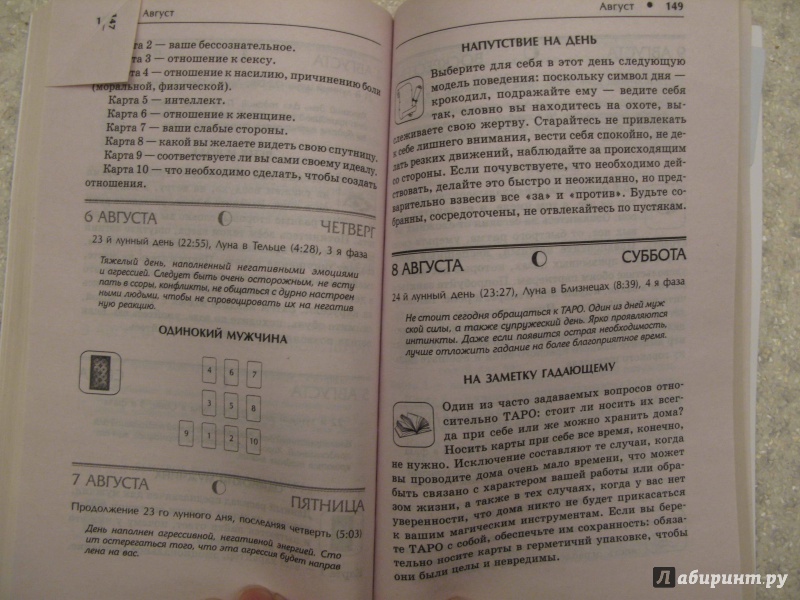 Август
Карта 2 — ваше бессознательное.
Карта 3 — отношение к сексу.
Карта 4 — отношение к насилию, причинению боли
(моральной, физической).
Карта 5 — интеллект.
Карта 6 — отношение к женщине.
Карта 7 — ваши слабые стороны.
Карта 8 — какой вы желаете видеть свою спутницу.
Карта 9 — соответствуете ли вы сами своему идеалу.
Карта 10 — что необходимо сделать, чтобы создать
отношения.
6 АВГУСТА
ЧЕТВЕРГ
23 й лунный день (22:55), Луна в Тельце (4:28), 3 я фаза
Тяжелый день, наполненный негативными эмоциями
и агрессией. Следует быть очень осторожным, не всту
пать в ссоры, конфликты, не общаться с дурно настроен
ными людьми, чтобы не спровоцировать их на негатив
ную реакцию.
ОДИНОКИЙ МУЖЧИНА
4 6 7
3 5 8
9 1 2 10
7 АВГУСТА
ПЯТНИЦА
Продолжение 23 го лунного дня, последняя четверть (5:03)
День наполнен агрессивной, негативной энергией. Сто
ит остерегаться того, что эта агрессия будет направ
лена на вас.
Август • 149
НАПУТСТВИЕ НА ДЕНЬ
Выберите для себя в этот день следующую
модель поведения: поскольку символ дня —
крокодил, подражайте ему — ведите себя
так, словно вы находитесь на охоте, вы-
слеживаете свою жертву. Старайтесь не привлекать
к себе лишнего внимания, вести себя спокойно, не де-
лать резких движений, наблюдайте за происходящим
со стороны. Если почувствуете, что необходимо дей-
ствовать, делайте это быстро и неожиданно, но пред-
варительно взвесив все «за» и «против». Будьте со-
бранны, сосредоточены, не отвлекайтесь по пустякам.
8 АВГУСТА
СУББОТА
24 й лунный день (23:27), Луна в Близнецах (8:39), 4 я фаза
Не стоит сегодня обращаться к ТАРО. Один из дней муж
ской силы, а также супружеский день. Ярко проявляются
интинкты. Даже если появится острая необходимость,
лучше отложить гадание на более благоприятное время.
НА ЗАМЕТКУ ГАДАЮЩЕМУ
Один из часто задаваемых вопросов отно-
сительно ТАРО: стоит ли носить их всег-
да при себе или же можно хранить дома?
Носить карты при себе все время, конечно,
не нужно. Исключение составляют те случаи, когда
вы проводите дома очень мало времени, что может
быть связано с характером вашей работы или обра-
зом жизни, а также в тех случаях, когда у вас нет
уверенности, что дома никто не будет прикасаться
к вашим магическим инструментам. Если вы бере-
те ТАРО с собой, обеспечьте им сохранность: обяза-
тельно носите карты в герметичнй упаковке, чтобы
они были целы и невредимы.
Лабиринт.ру